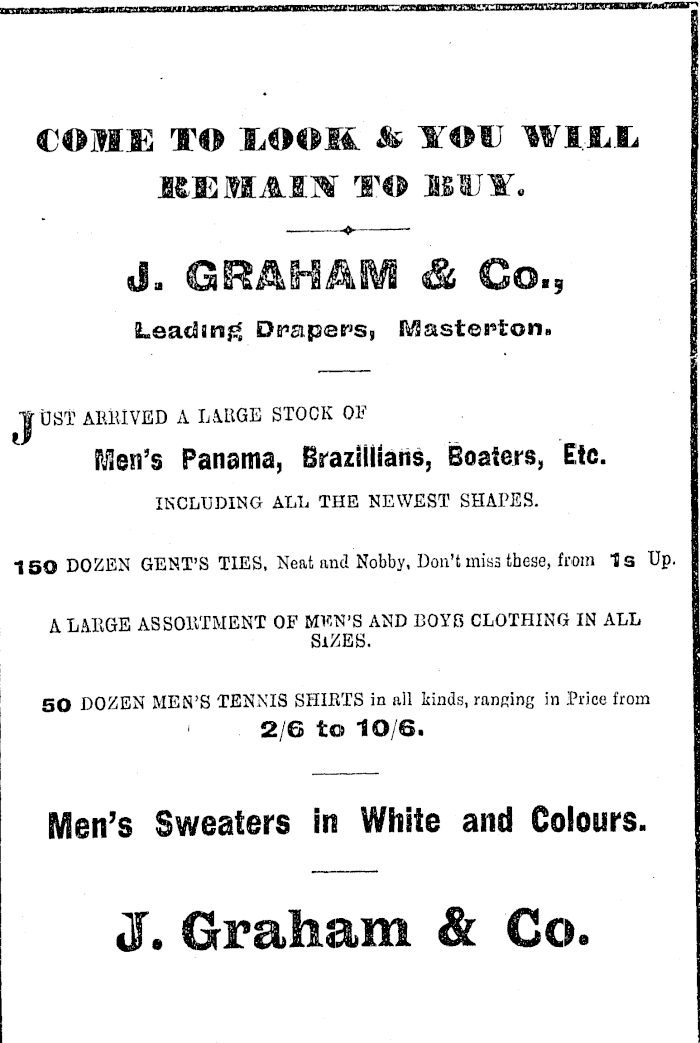 COME TO LOOK & YOU WILL
REMAIN TO BUY.
J. GRAHAM & Co.,
Leading Drapers, Masterton.
JUST ARRIVED A LARGE STOCK OF
Men's Panama, Brazillians, Boaters, Etc.
INCLUDING ALL THE NEWEST SHAPES.
150 DOZEN GENT'S TIES, Neat and Nobby, Don't miss these, from 1s Up.
A LARGE ASSORTMENT OF MEN'S AND BOYS CLOTHING IN ALL
SIZES.
50 DOZEN MEN'S TENNIS SHIRTS in all kinds, ranging in Price from
2/6 to 10/6.
Men's Sweaters in White and Colours.
J. Graham & Co.